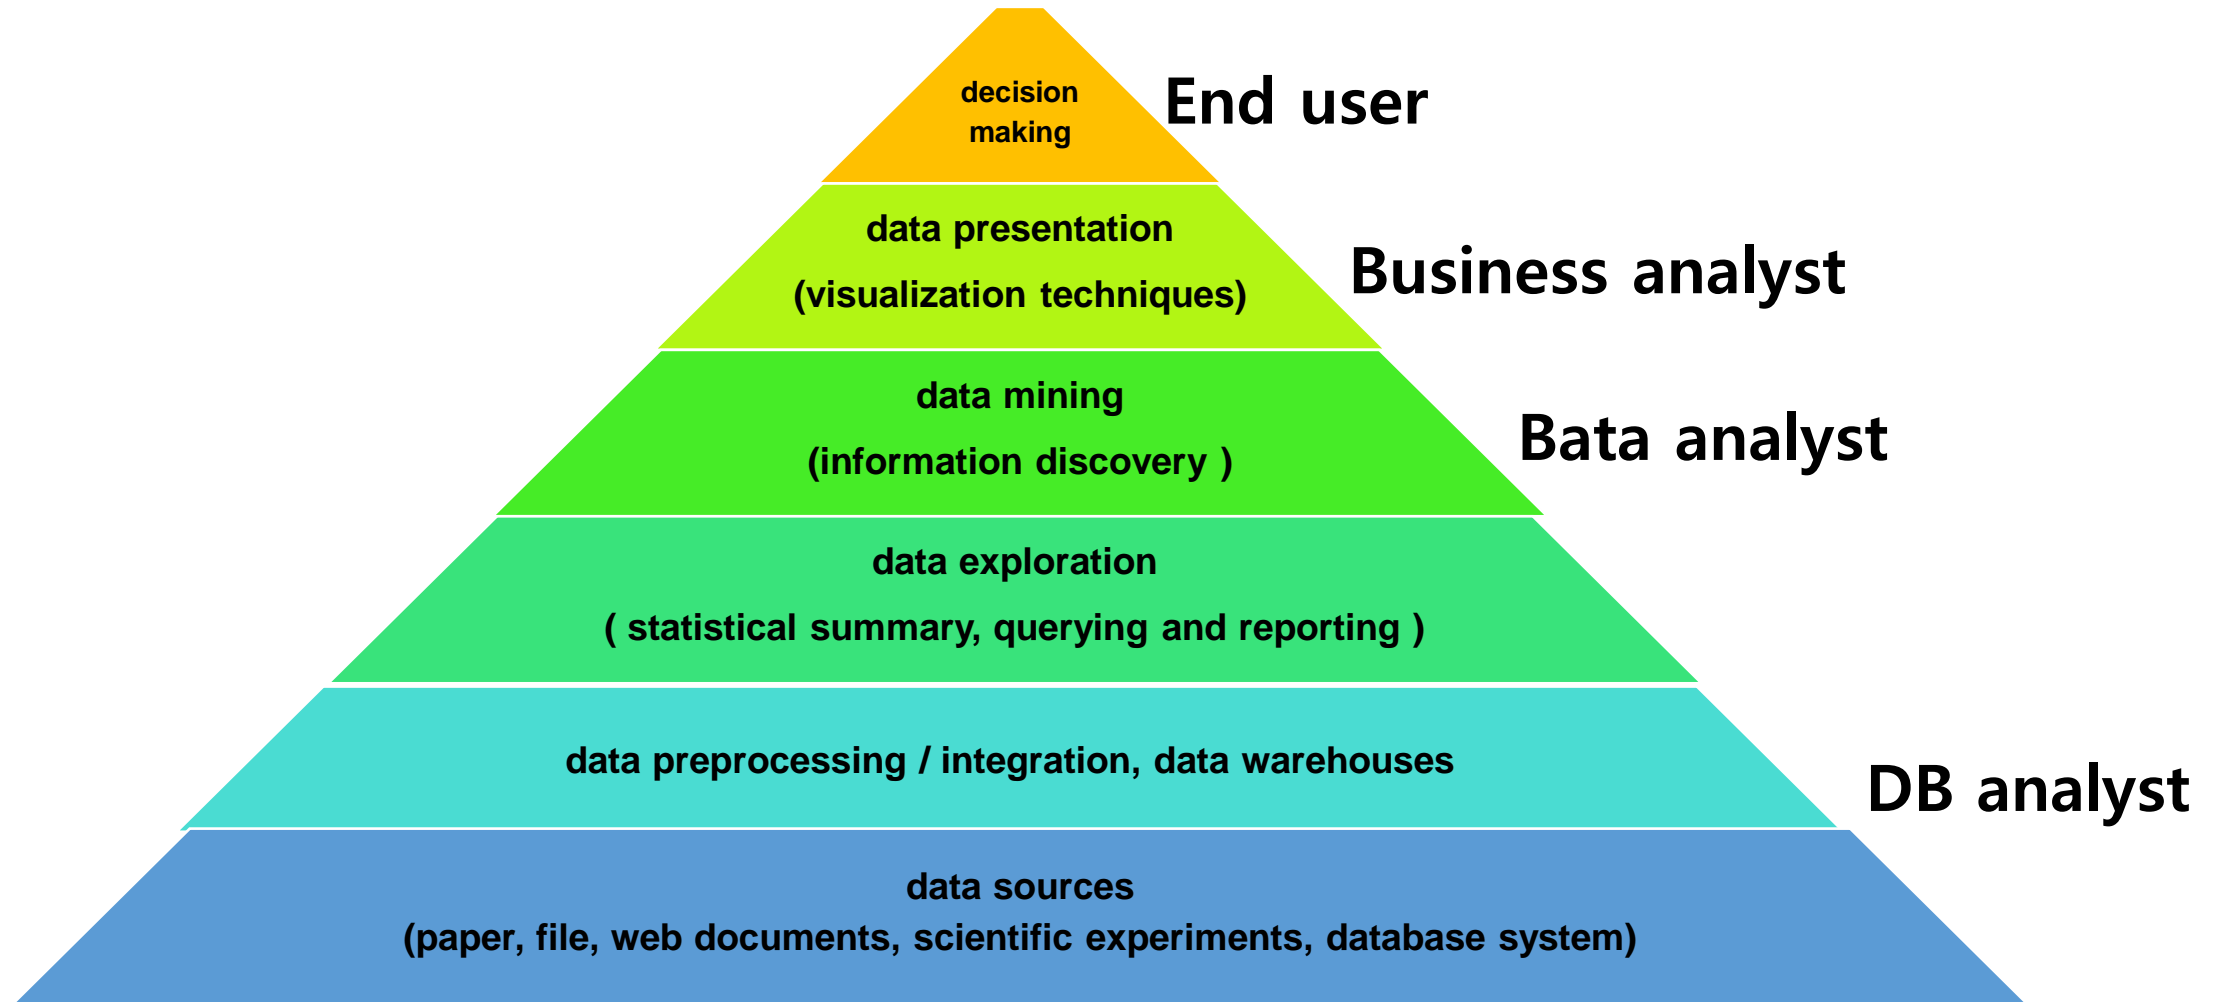 decision
making
End user
data presentation
(visualization techniques)
Business analyst
data mining
(information discovery )
Bata analyst
data exploration
( statistical summary, querying and reporting )
data preprocessing / integration, data warehouses
DB analyst
data sources
(paper, file, web documents, scientific experiments, database system)